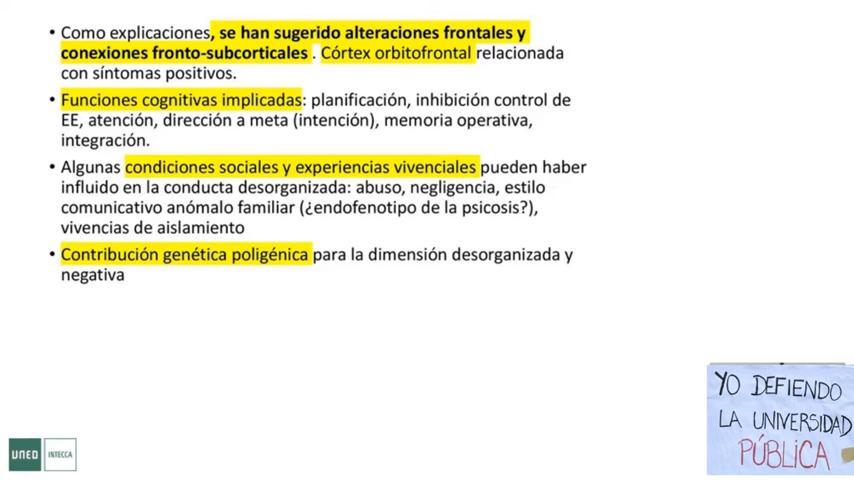 • Como explicaciones, se han sugerido alteraciones frontales y
conexiones fronto-subcorticales . Córtex orbitofrontal relacionada
con síntomas positivos.
• Funciones cognitivas implicadas: planificación, inhibición control de
EE, atención, dirección a meta (intención), memoria operativa,
integración.
• Algunas condiciones sociales y experiencias vivenciales pueden haber
influido en la conducta desorganizada: abuso, negligencia, estilo
comunicativo anómalo familiar (¿endofenotipo de la psicosis?),
vivencias de aislamiento
• Contribución genética poligénica para la dimensión desorganizada y
negativa
YO DEFIENDO
LA UNIVERSIDAD
PÚBLICA
UNED INTECCA